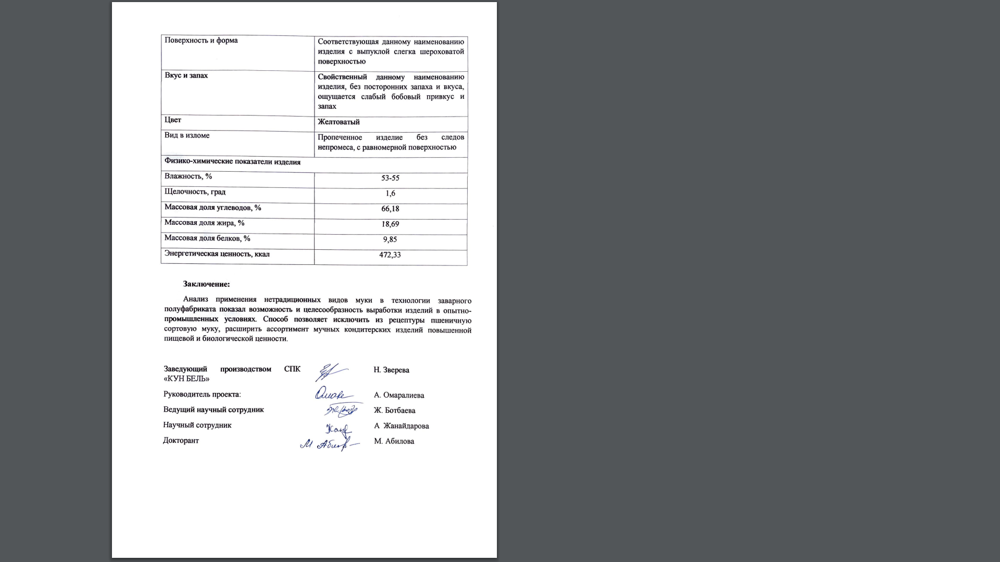 Поверхность и форма
Соответствующая данному наименованию
изделия с выпуклой слегка шероховатой
поверхностью
Вкус и запах
Свойственный данному наименованию
изделия, без посторонних запаха и вкуса,
ощущается слабый бобовый привкус и
запах
Цвет
Желтоватый
Вид в изломе
Пропеченное изделие без следов
непромеса, с равномерной поверхностью
Физико-химические показатели изделия
Влажность, %
53-55
Щелочность, град
1,6
Массовая доля углеводов, %
66,18
Массовая доля жира, %
18,69
Массовая доля белков, %
9,85
Энергетическая ценность, ккал
472,33
Заключение:
Анализ применения нетрадиционных видов муки в технологии заварного
полуфабриката показал возможность и целесообразность выработки изделий в опытно-
промышленных условиях. Способ позволяет исключить из рецептуры пшеничную
сортовую муку, расширить ассортимент мучных кондитерских изделий повышенной
пищевой и биологической ценности.
Заведующий производством СПК
«КУН БЕЛЬ»
Н. Зверева
Руководитель проекта:
А. Омаралиева
Ведущий научный сотрудник
Ж. Ботбаева
Научный сотрудник
А Жанайдарова
Докторант
М. Абилова